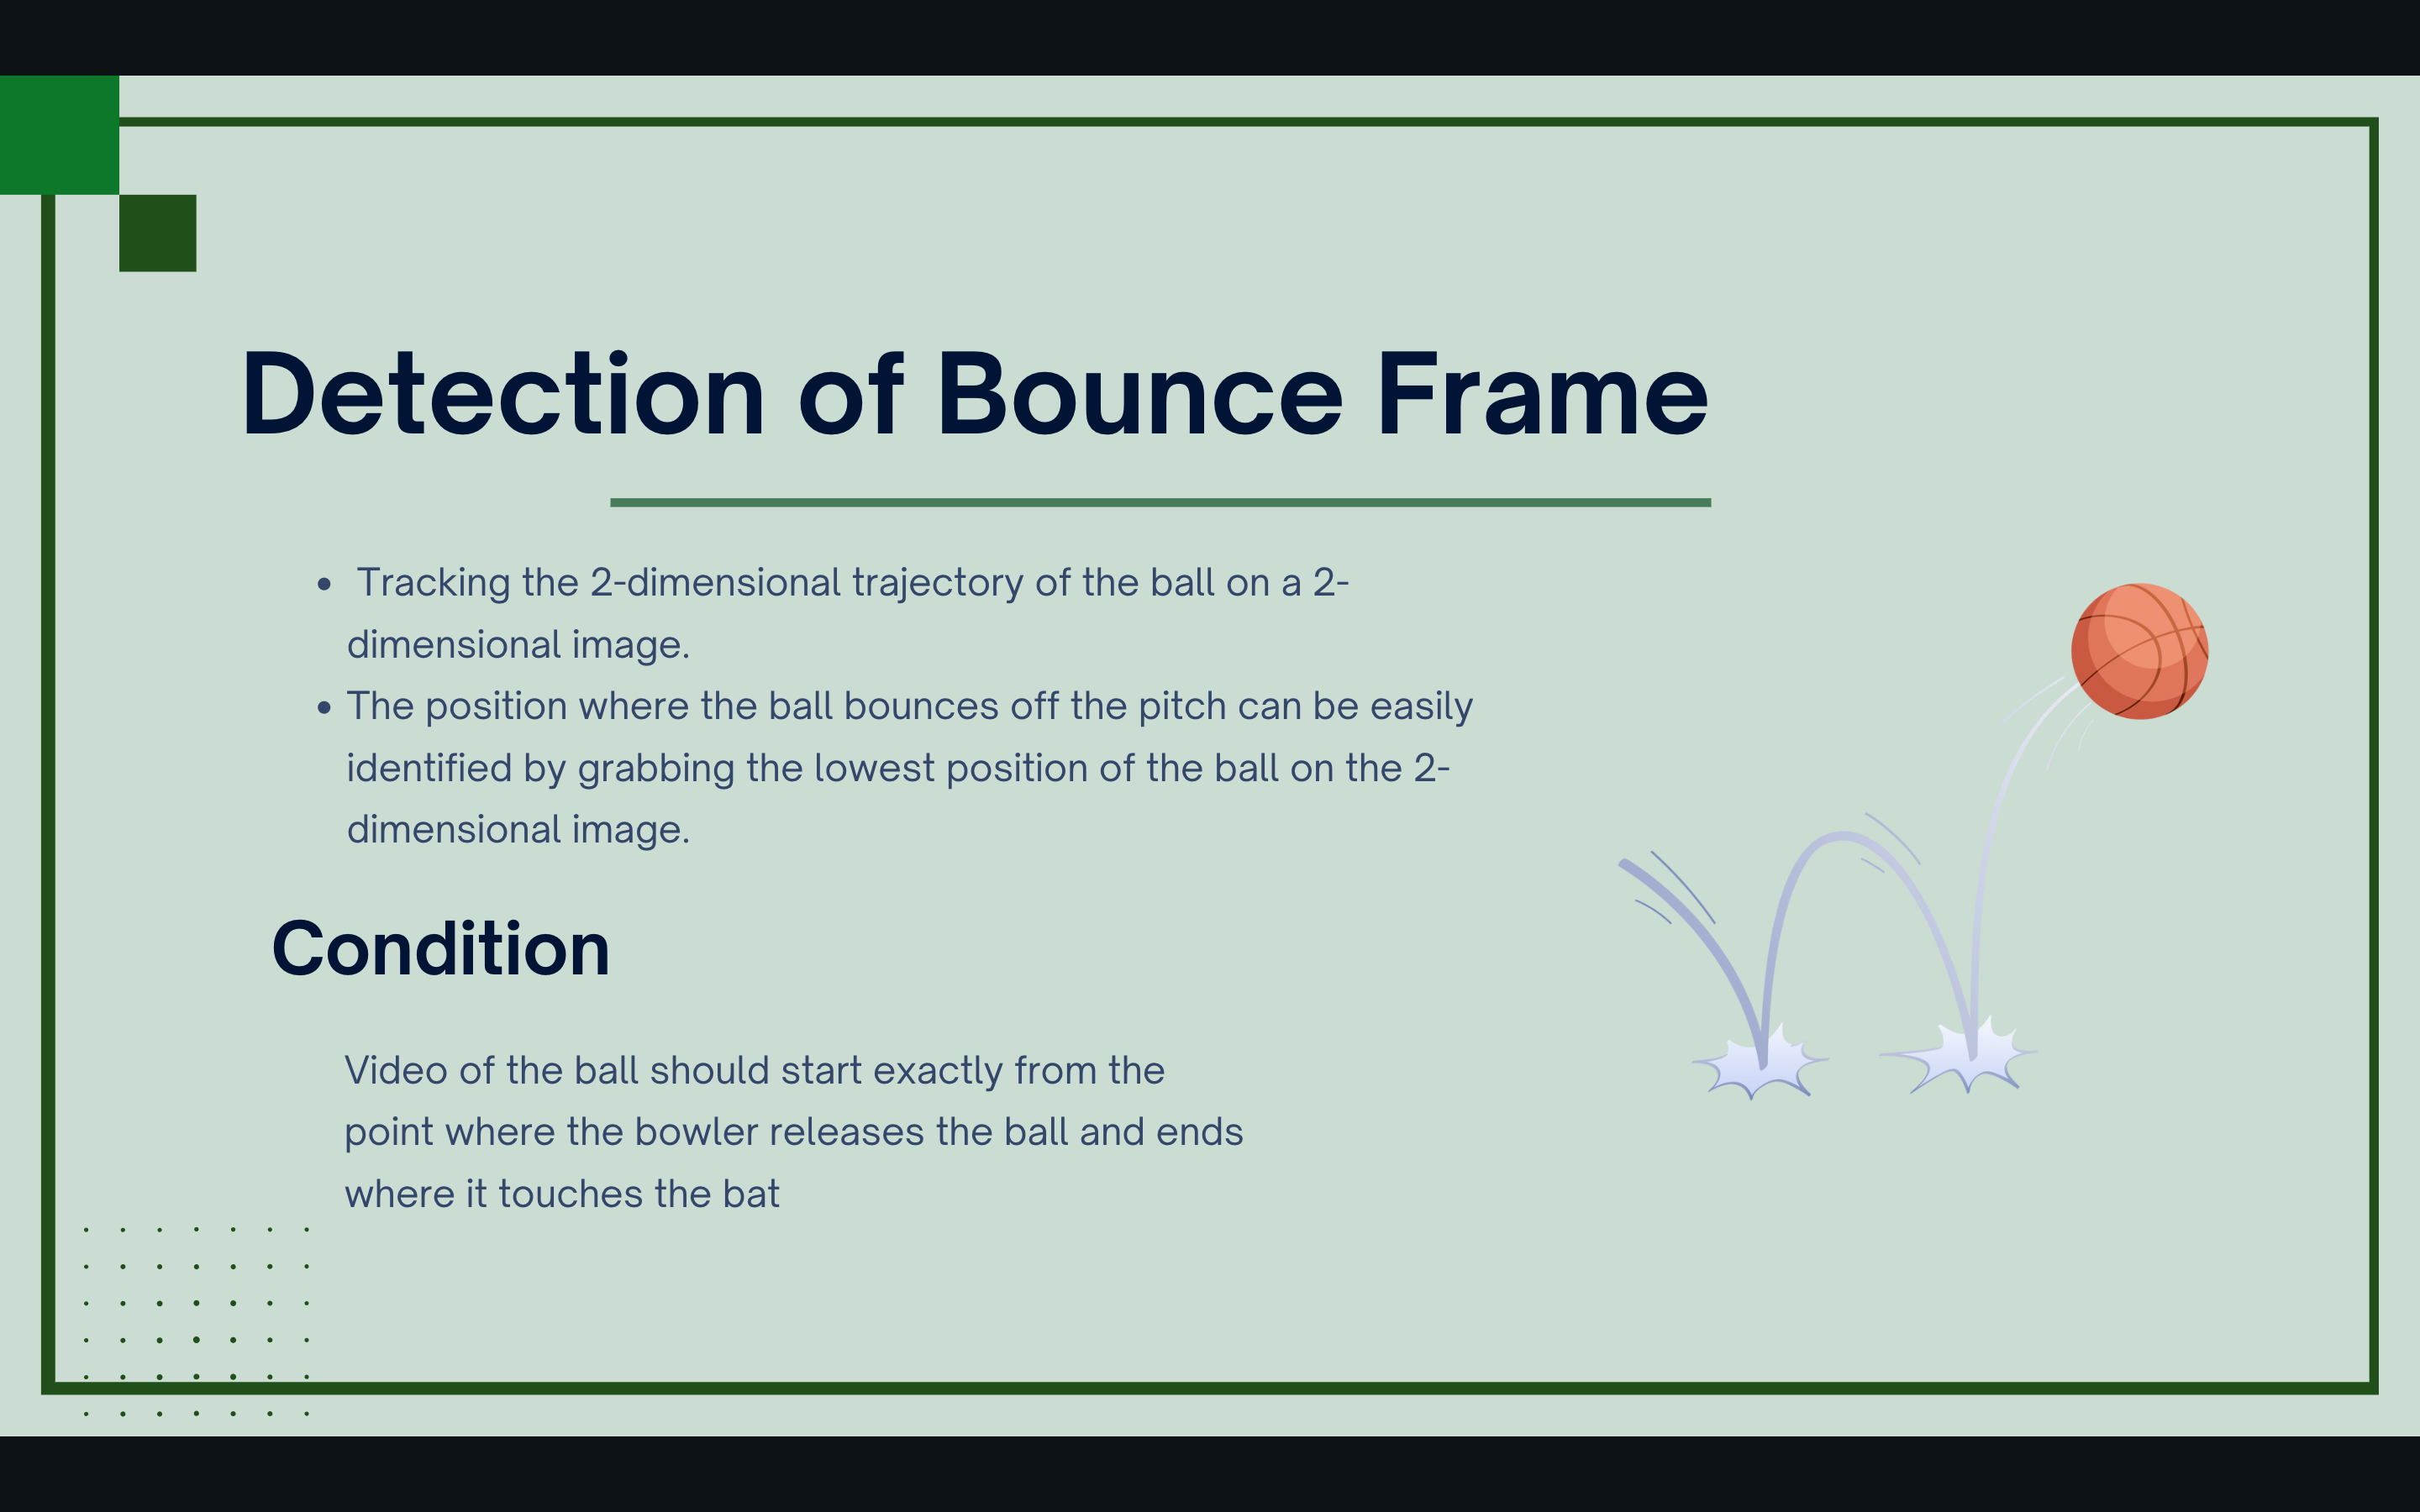 Detection of Bounce Frame
• Tracking the 2-dimensional trajectory of the ball on a 2-
dimensional image.
• The position where the ball bounces off the pitch can be easily
identified by grabbing the lowest position of the ball on the 2-
dimensional image.
Condition
Video of the ball should start exactly from the
point where the bowler releases the ball and ends
where it touches the bat